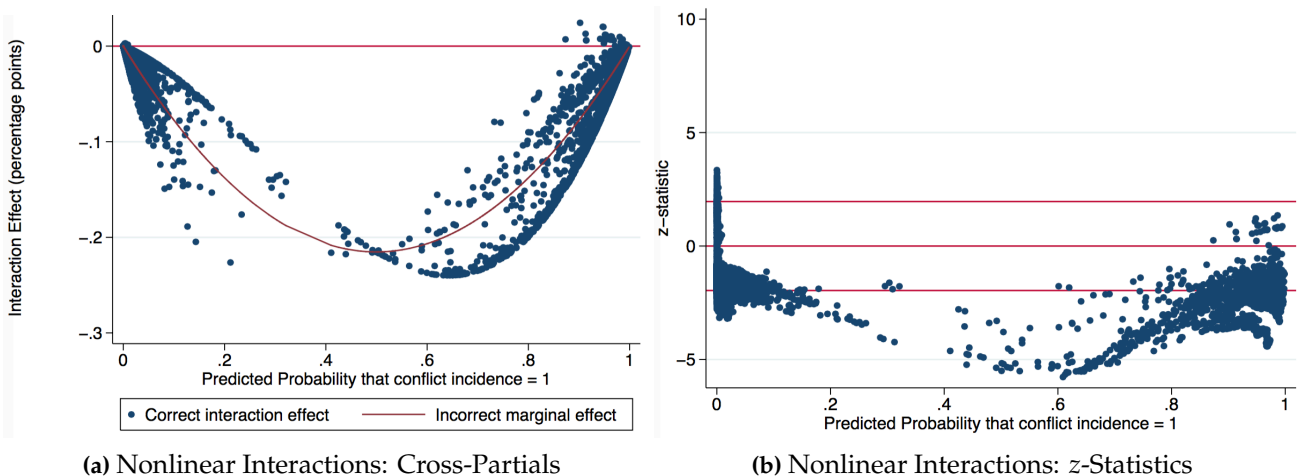 Interaction Effect (percentage points)
0
−.1
−.2
−.3
0
.2
.4
.6
.8
1
Predicted Probability that conflict incidence = 1
Correct interaction effect
Incorrect marginal effect
(a) Nonlinear Interactions: Cross-Partials
z-statistic
10
5
0
−5
0
.2
.4
.6
.8
1
Predicted Probability that conflict incidence = 1
(b) Nonlinear Interactions: z-Statistics